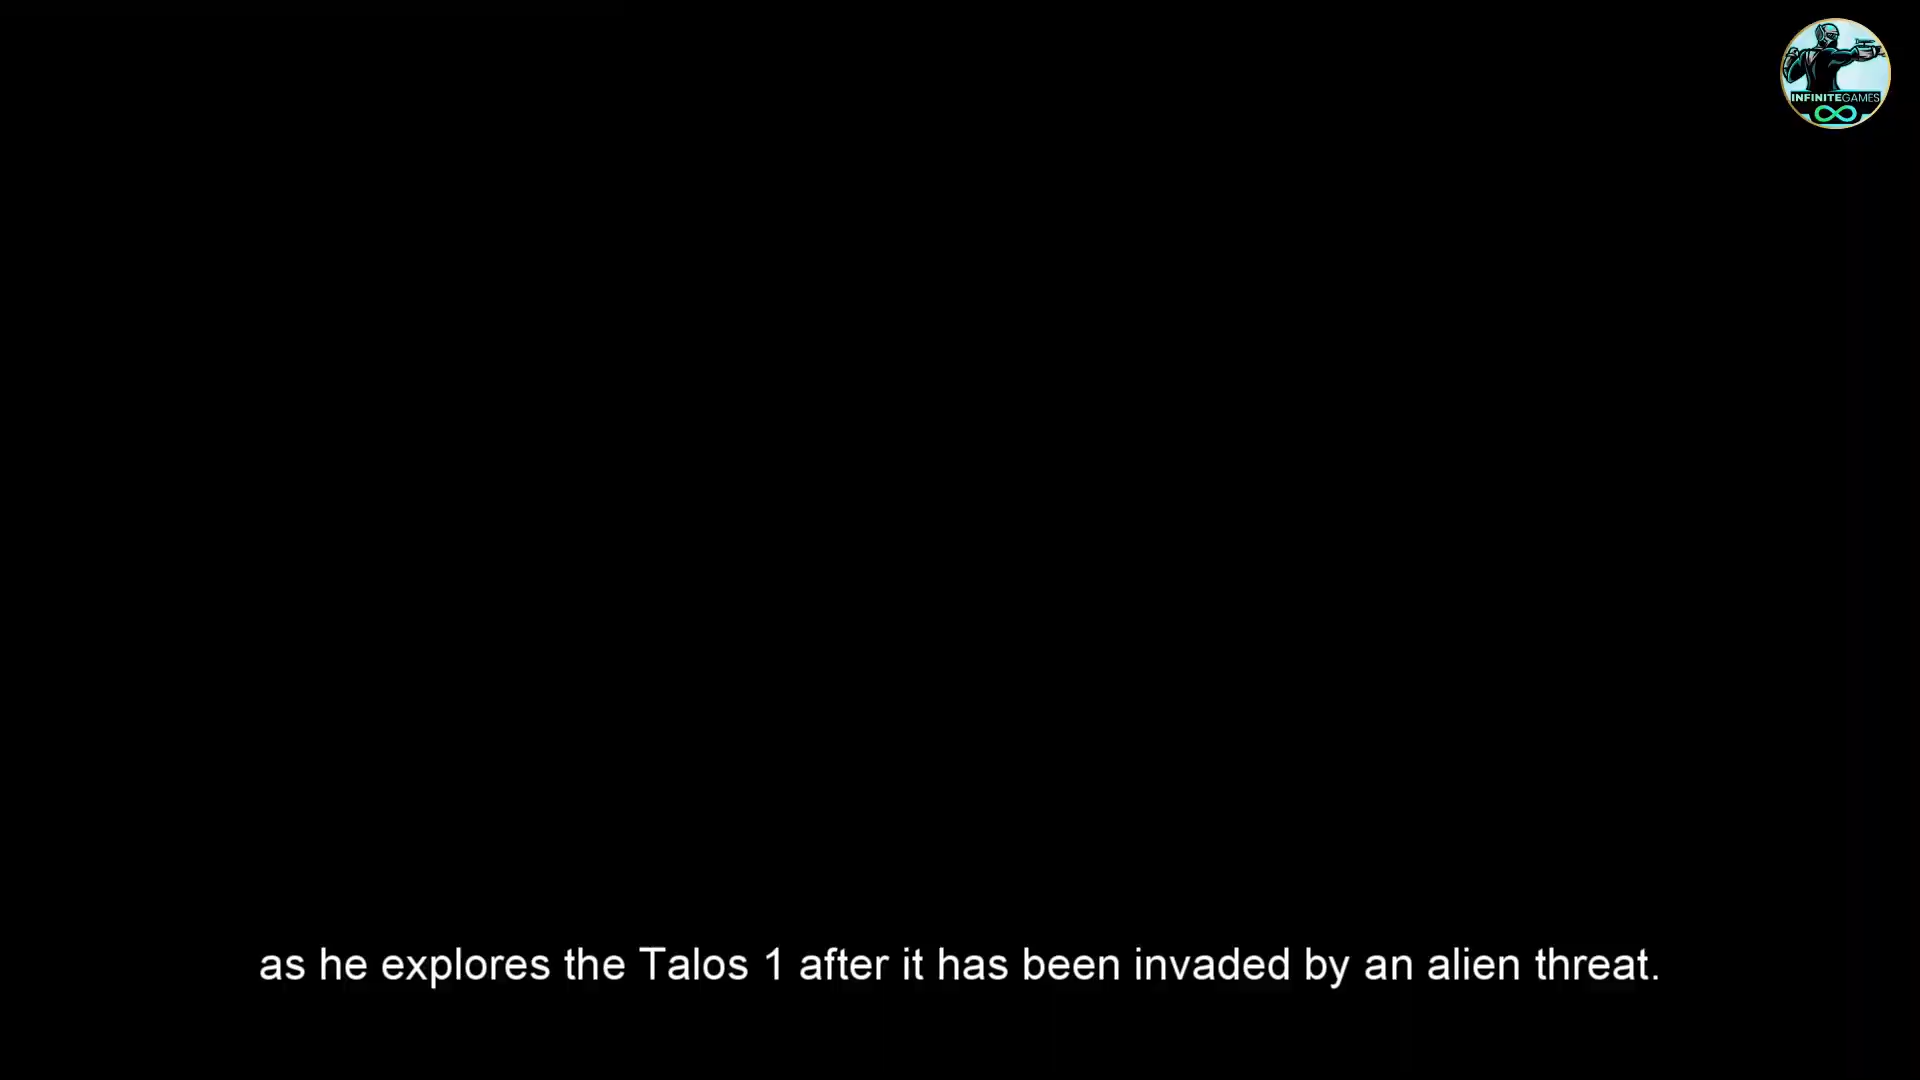 INFINITEGAMES
as he explores the Talos 1 after it has been invaded by an alien threat.